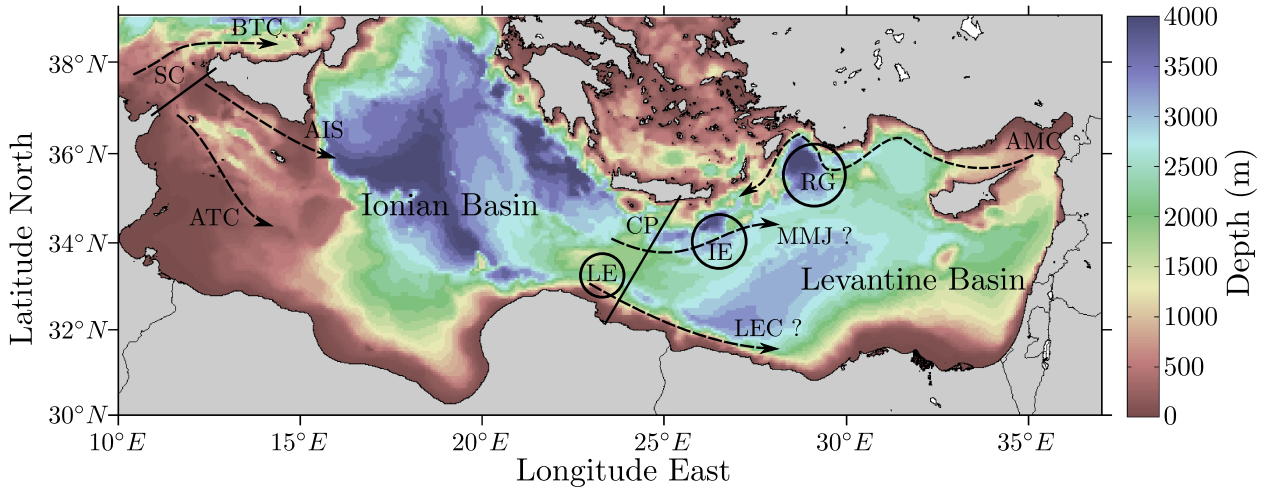 BTC
4000
38°N
SC
3500
AIS
3000
36°N
AMC
RG
2500
Ionian Basin
ATC
CP
2000
34°N
IE
MMJ ?
LE
Levantine Basin
1500
32°N
LEC ?
1000
500
30°N
0
10°E
15°E
20°E
25°E
30°E
35°E
Longitude East
Latitude North
Depth (m)